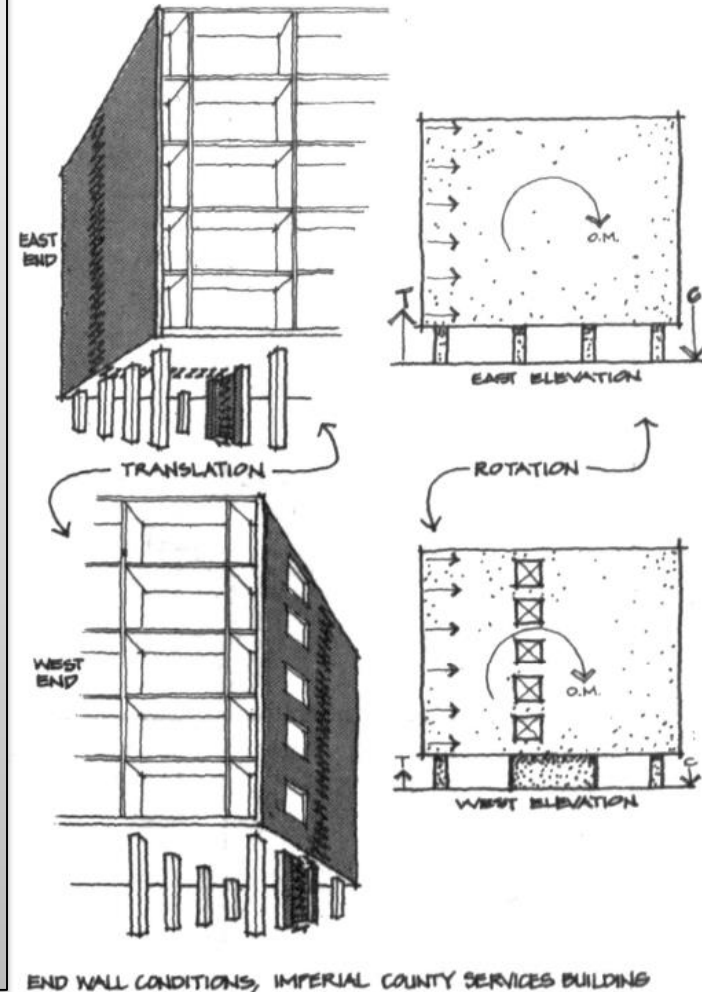 EAST
END
O.M.
T
C
EAST ELEVATION
TRANSLATION
ROTATION
WEST
END
O.M.
T
C
WEST ELEVATION
END WALL CONDITIONS, IMPERIAL COUNTY SERVICES BUILDING